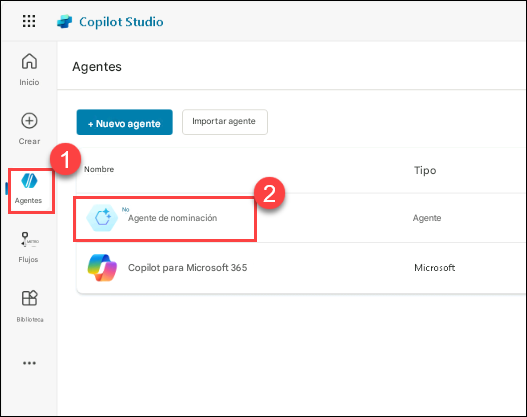 Copilot Studio
Inicio
Crear
Agentes
Flujos
Biblioteca
Agentes
+ Nuevo agente
Importar agente
Nombre
Tipo
No
Agente de nominación
Agente
Copilot para Microsoft 365
Microsoft
1
2